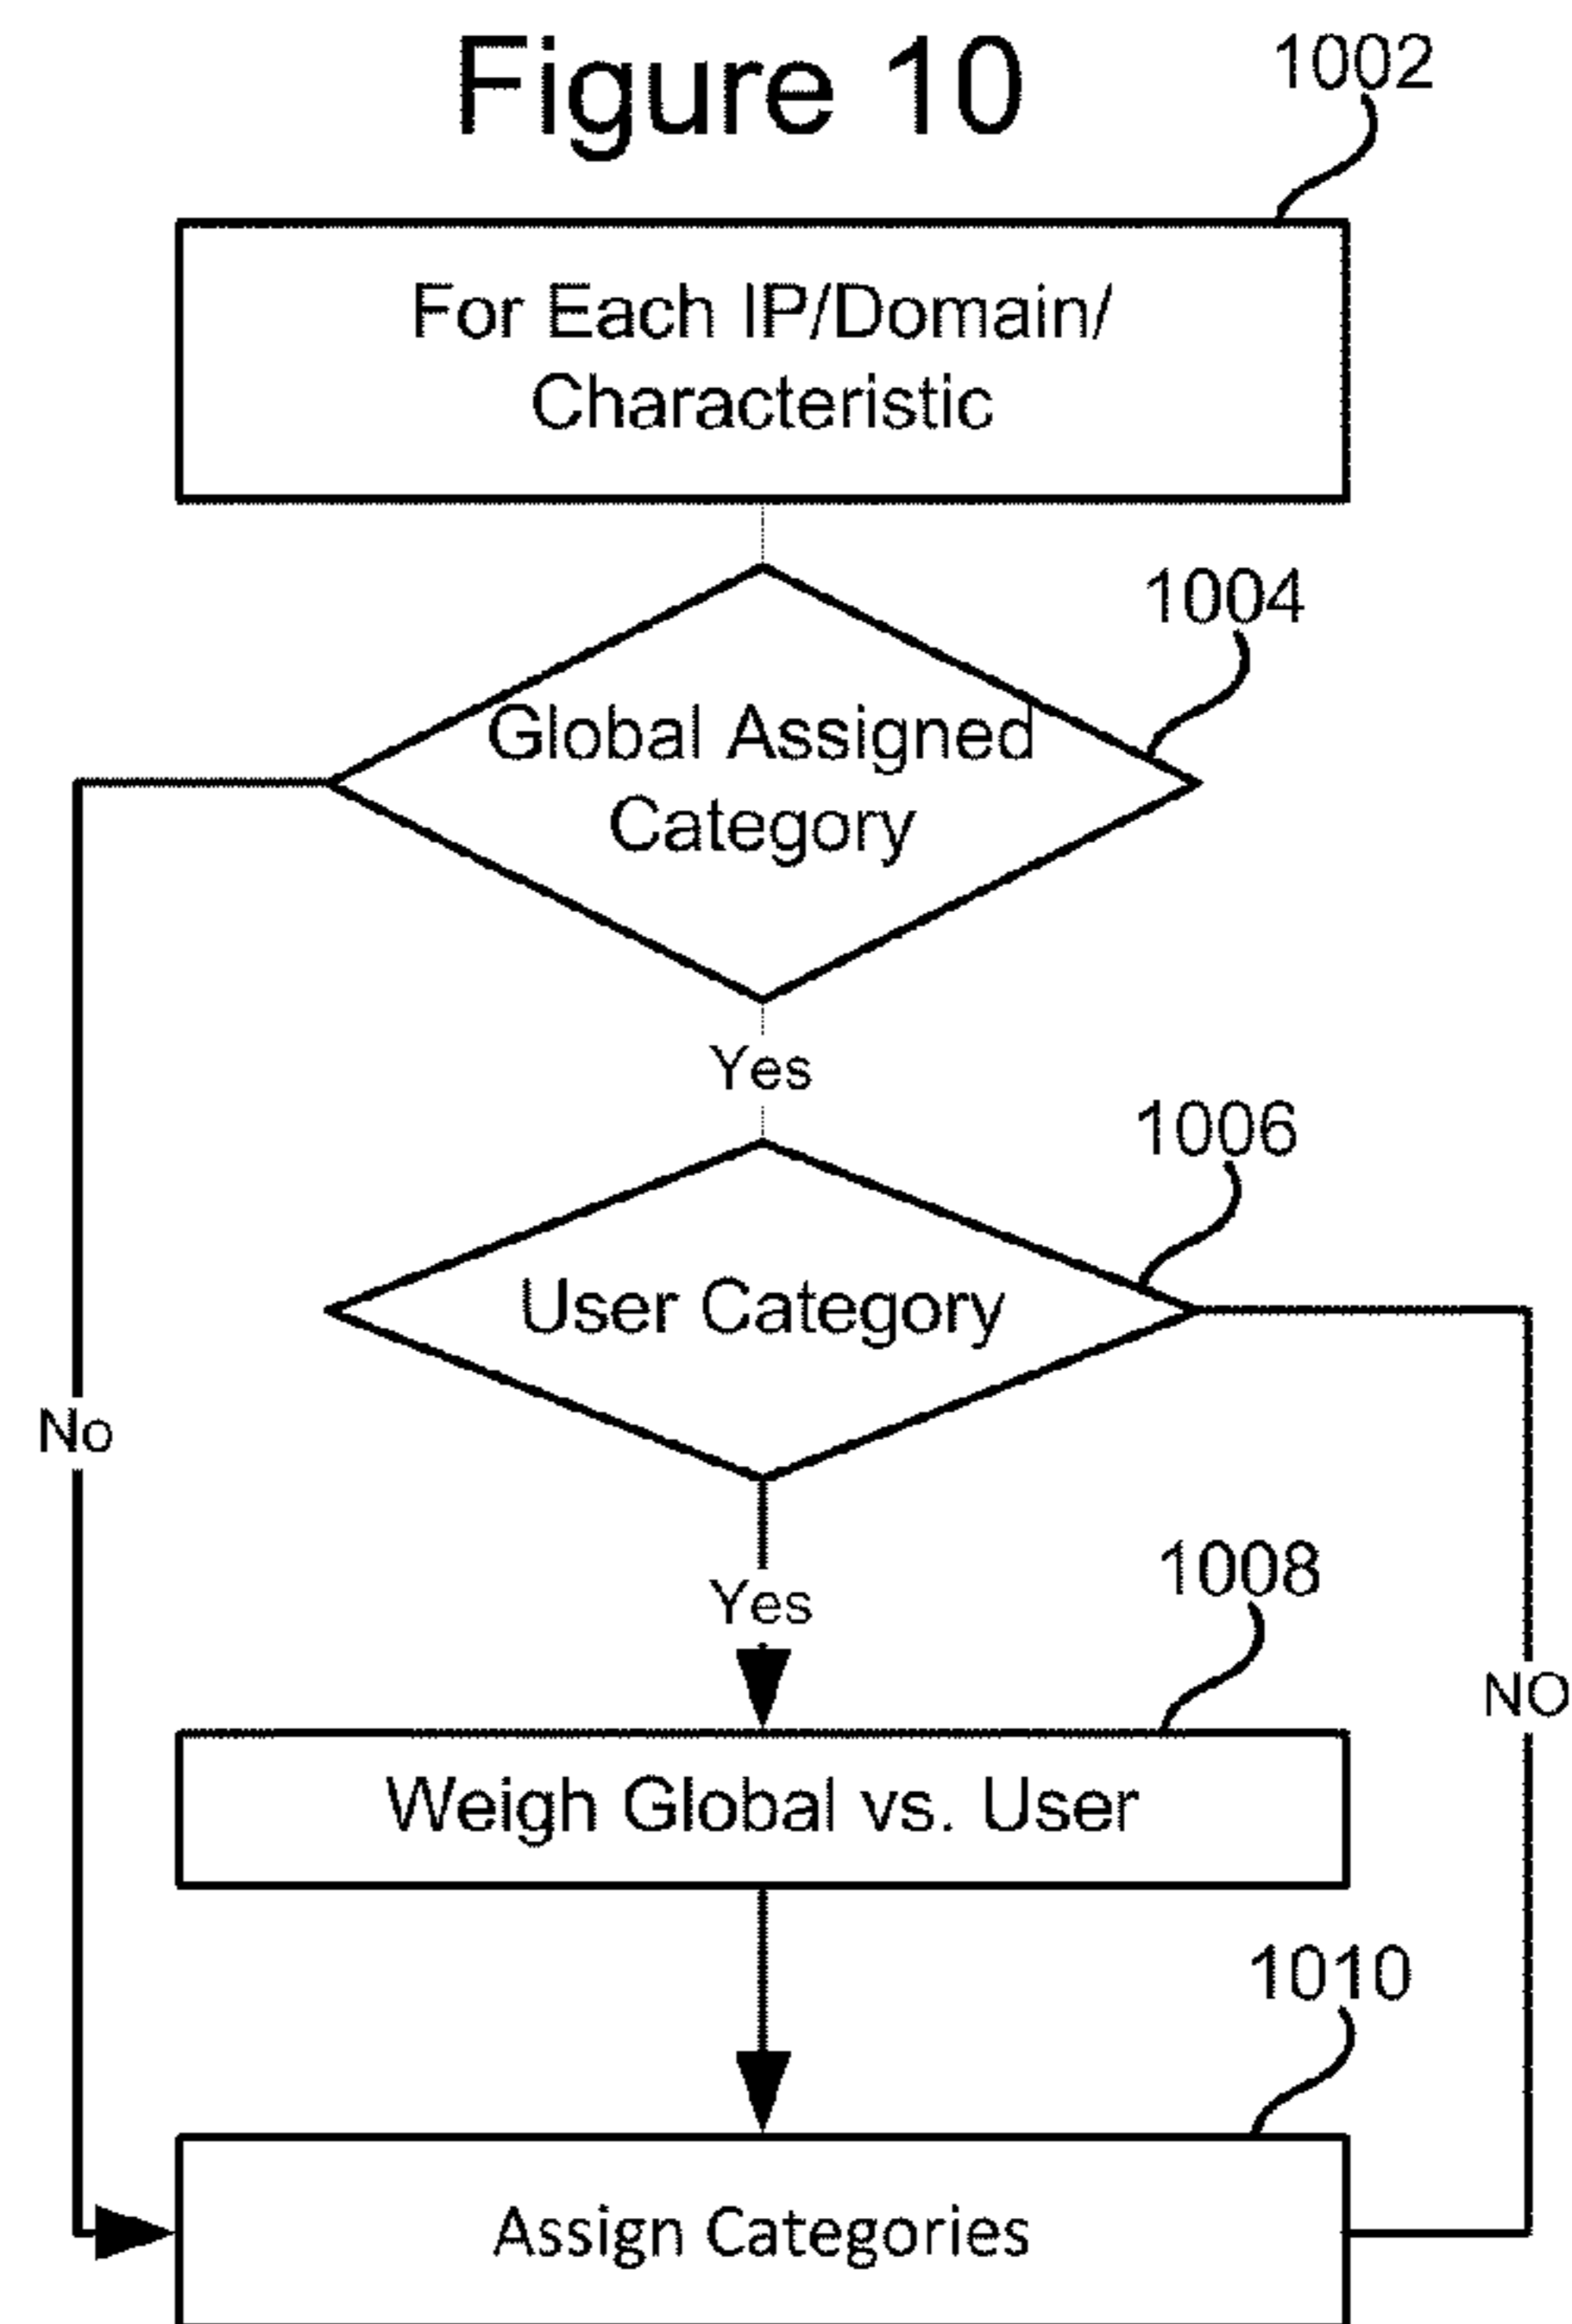 Figure 10
1002
For Each IP/Domain/
Characteristic
1004
Global Assigned
Category
Yes
1006
User Category
No
Yes
1008
NO
Weigh Global vs. User
1010
Assign Categories